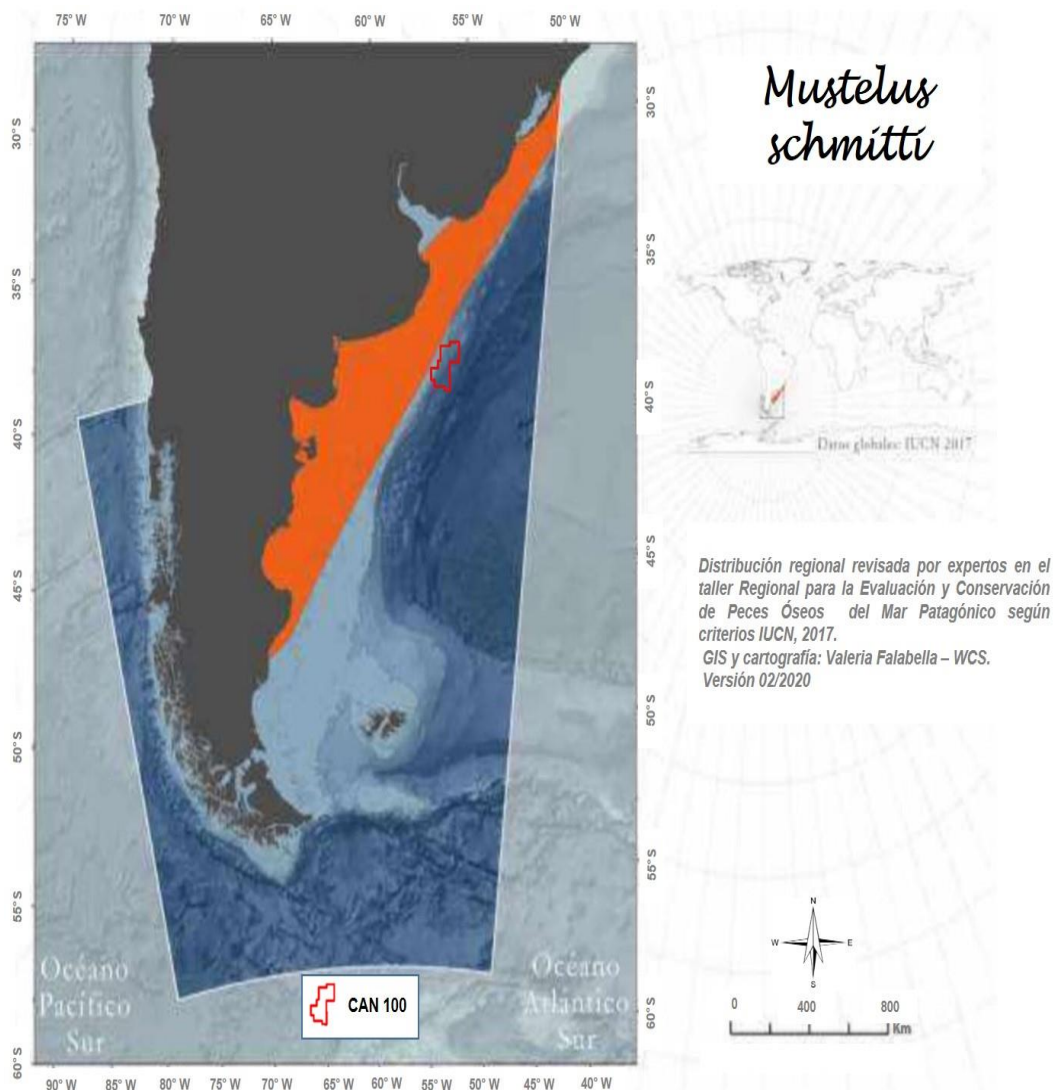 75° W 70° W 65° W 60° W 55° W 50° W
Mustelus
schmitti
30°S
35°S
40°S
45°S
50°S
55°S
60°S
30°S
35°S
40°S
45°S
50°S
55°S
60°S
Datos globales: IUCN 2017
Distribución regional revisada por expertos en el
taller Regional para la Evaluación y Conservación
de Peces Óseos del Mar Patagónico según
criterios IUCN, 2017.
GIS y cartografía: Valeria Falabella – WCS.
Versión 02/2020
Océano
Pacífico
Sur
CAN 100
Océano
Atlántico
Sur
N
W E
S
0 400 800
Km
90° W 85° W 80° W 75° W 70° W 65° W 60° W 55° W 50° W 45° W 40° W